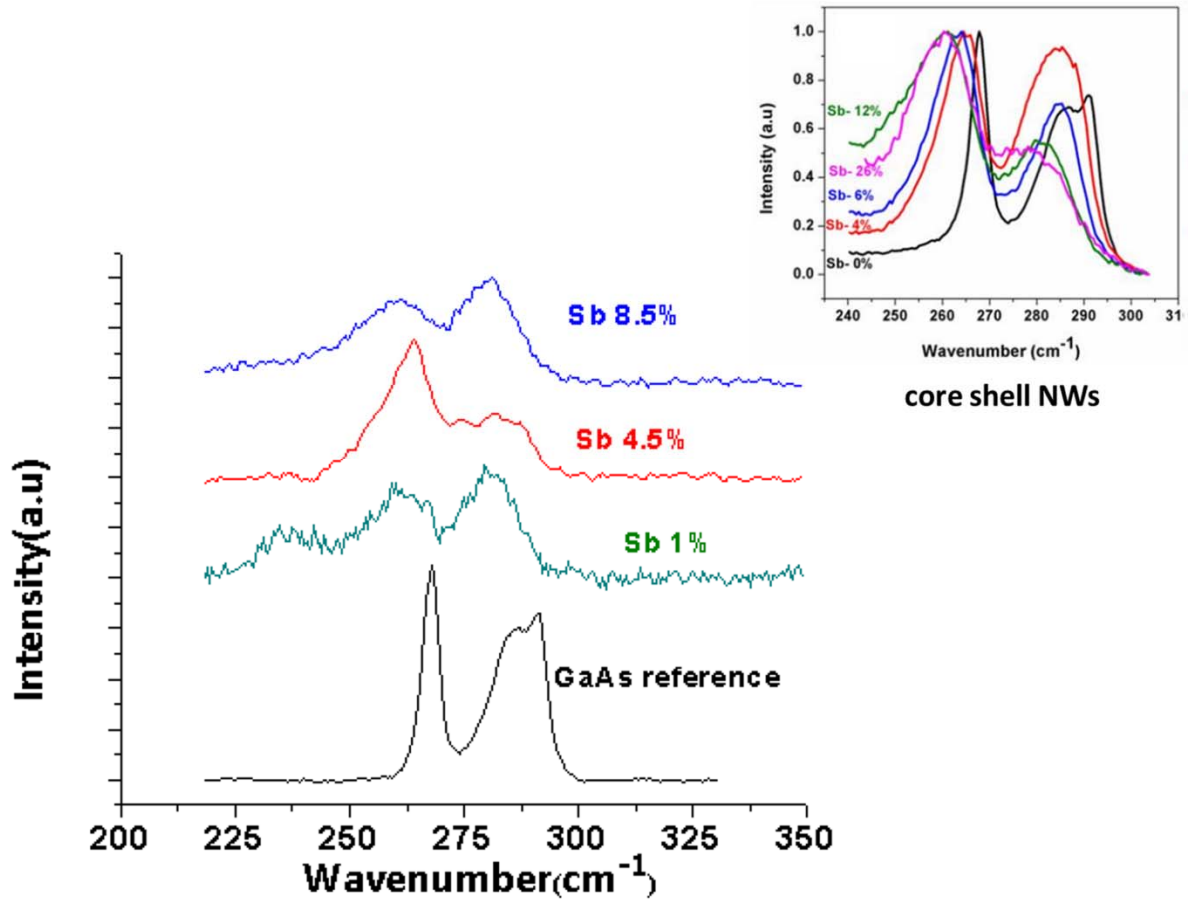 1.0
0.8
0.6
0.4
0.2
0.0
Intensity (a.u)
Sb- 12%
Sb- 26%
Sb- 6%
Sb- 4%
Sb- 0%
240 250 260 270 280 290 300 31
Wavenumber (cm-1)
core shell NWs
Sb 8.5%
Sb 4.5%
Sb 1%
GaAs reference
Intensity(a.u)
200 225 250 275 300 325 350
Wavenumber(cm-1)